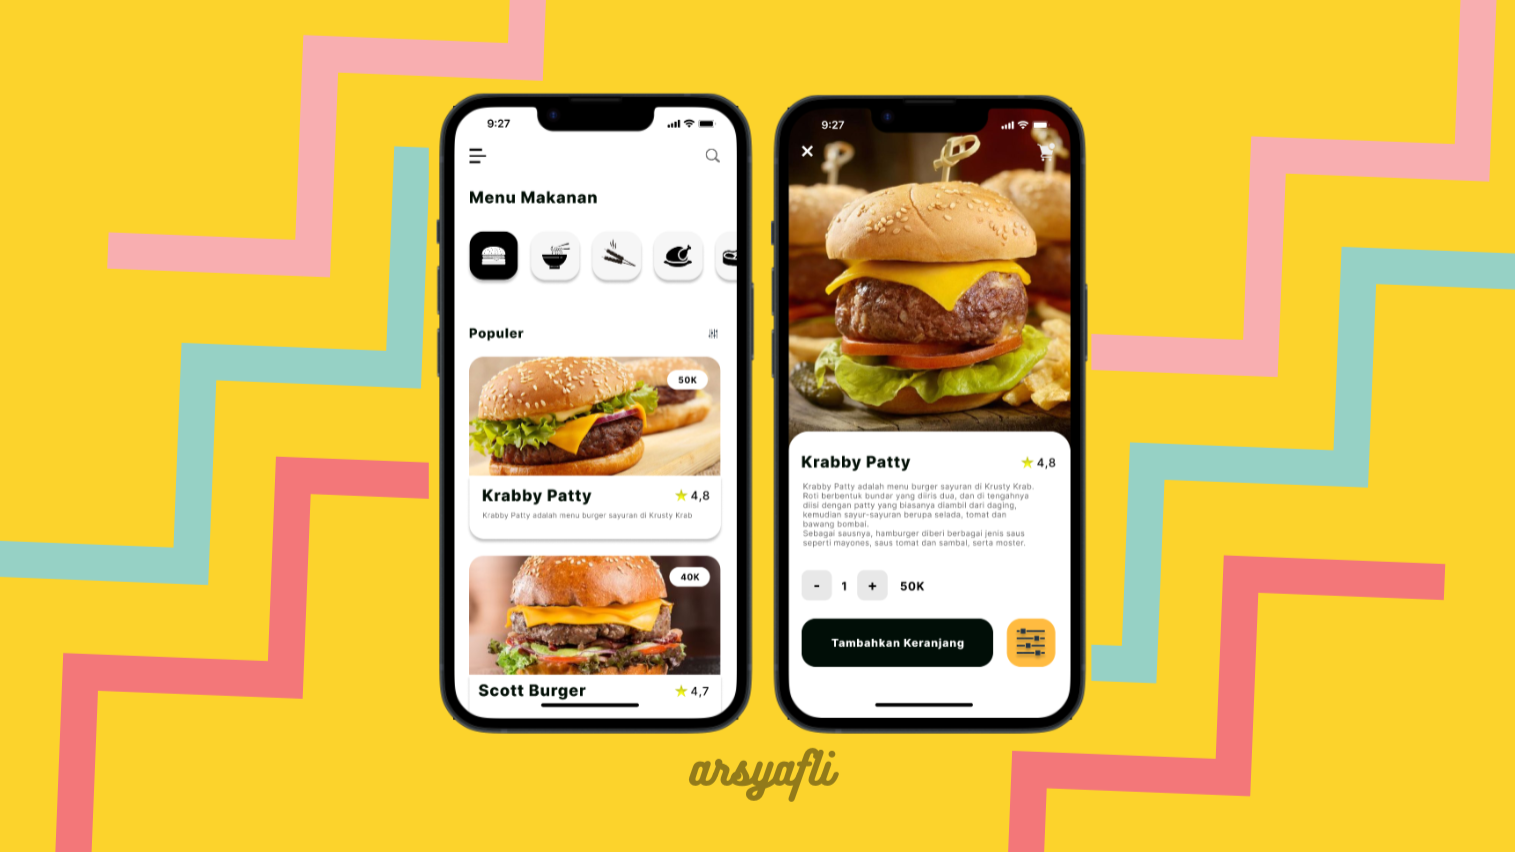 9:27
Menu Makanan
Populer
50K
Krabby Patty
4,8
Krabby Patty adalah menu burger sayuran di Krusty Krab
40K
Scott Burger
4,7
9:27
Krabby Patty
4,8
Krabby Patty adalah menu burger sayuran di Krusty Krab.
Roti berbentuk bundar yang diiris dua, dan di tengahnya
diisi dengan patty yang biasanya diambil dari daging,
kemudian sayur-sayuran berupa selada, tomat dan
bawang bombai.
Sebagai sausnya, hamburger diberi berbagai jenis saus
seperti mayones, saus tomat dan sambal, serta moster.
- 1 + 50K
Tambahkan Keranjang
arsyafli